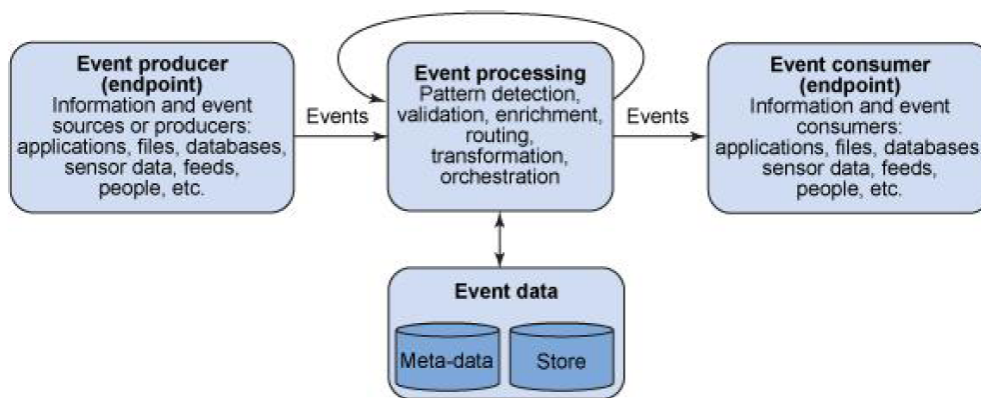 Event producer
(endpoint)
Information and event
sources or producers:
applications, files, databases,
sensor data, feeds,
people, etc.
Events
Event processing
Pattern detection,
validation, enrichment,
routing,
transformation,
orchestration
Events
Event consumer
(endpoint)
Information and event
consumers:
applications, files, databases
sensor data, feeds,
people, etc.
Event data
Meta-data
Store